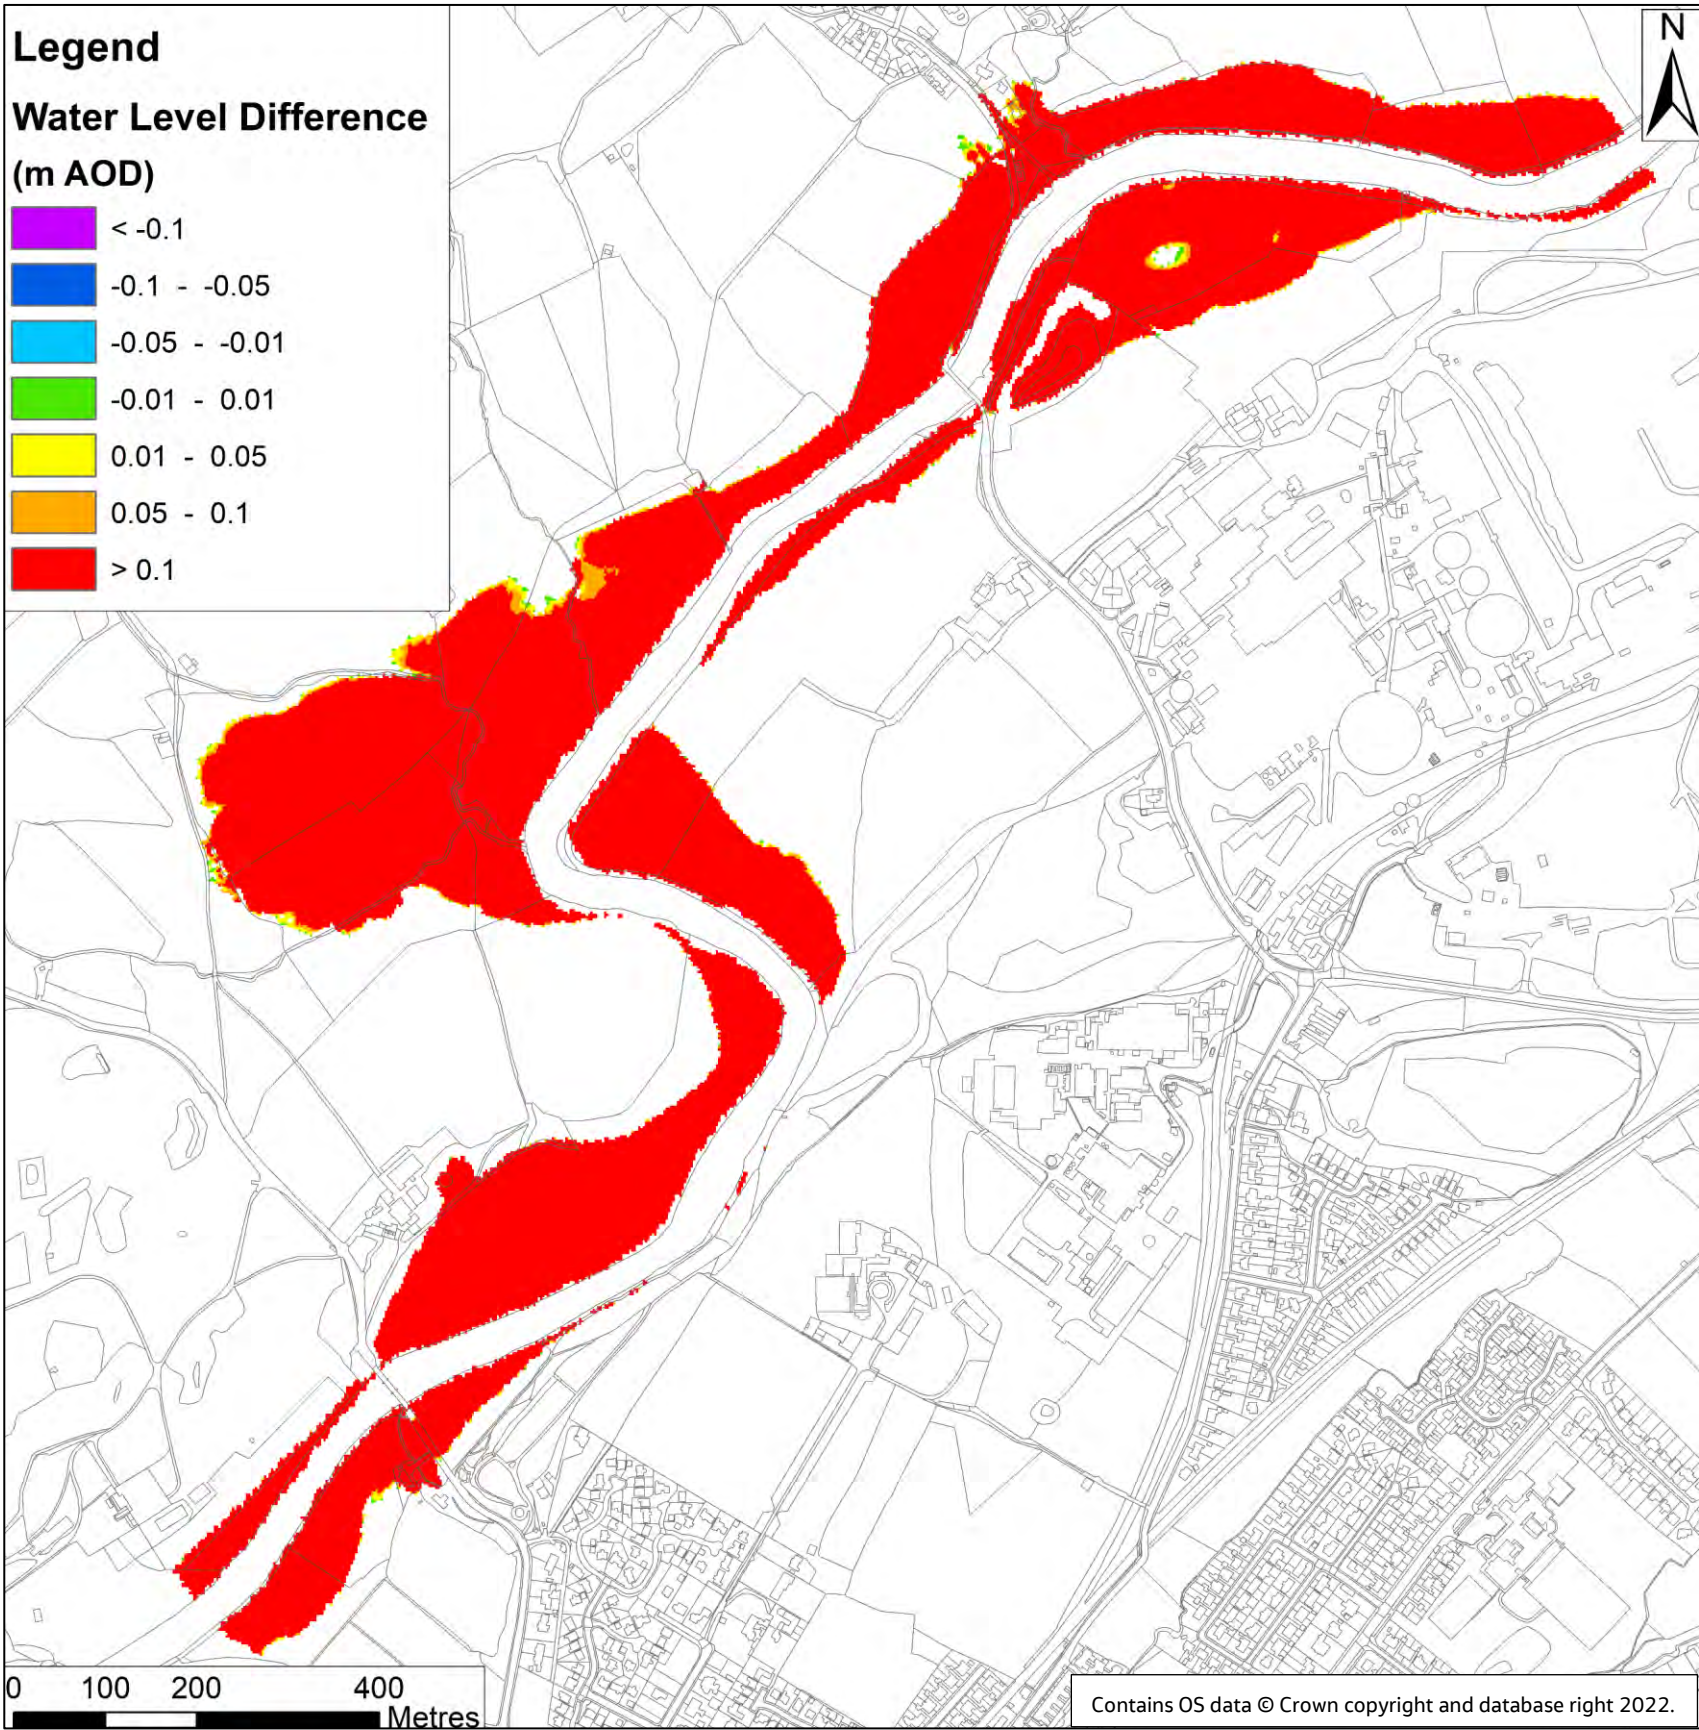 Legend
Water Level Difference
(m AOD)
< -0.1
-0.1 - -0.05
-0.05 - -0.01
-0.01 - 0.01
0.01 - 0.05
0.05 - 0.1
> 0.1
N
0 100 200 400
Metres
Contains OS data © Crown copyright and database right 2022.